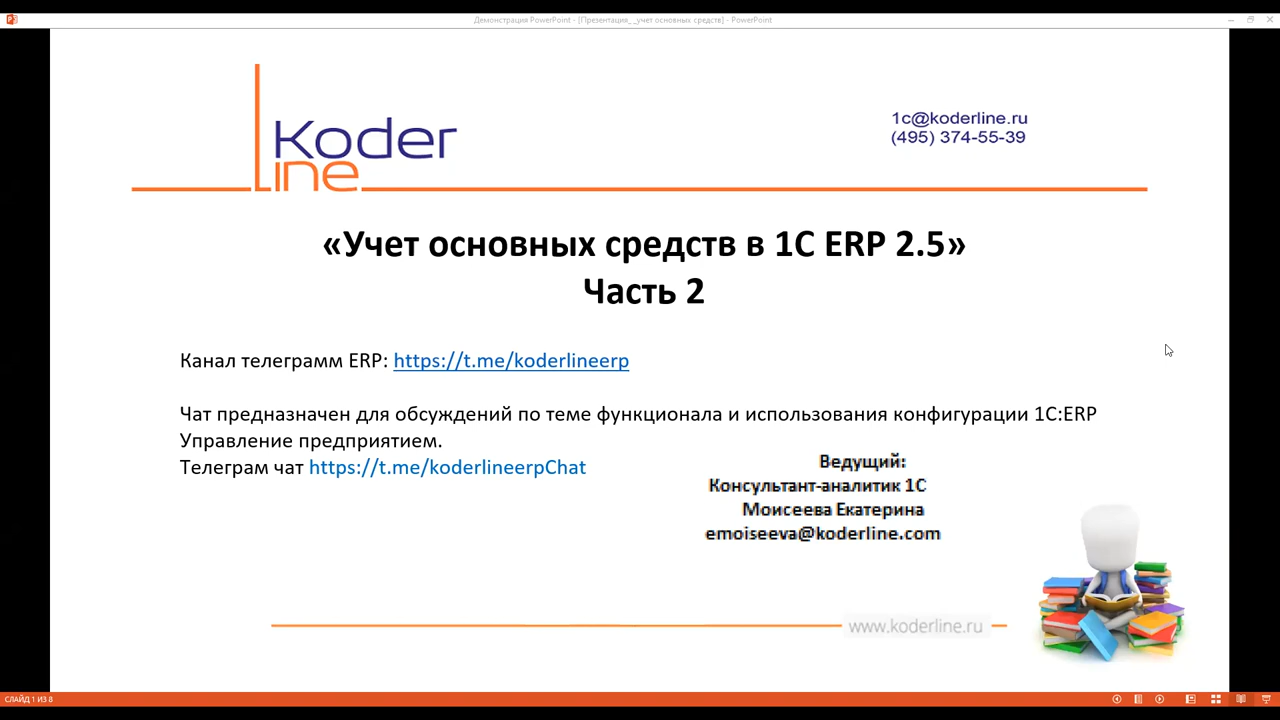 Демонстрация PowerPoint - [Презентация_ _учет основных средств] - PowerPoint
Koder
line
1c@koderline.ru
(495) 374-55-39
«Учет основных средств в 1С ERP 2.5»
Часть 2
Канал телеграмм ERP: https://t.me/koderlineerp
Чат предназначен для обсуждений по теме функционала и использования конфигурации 1С:ERP
Управление предприятием.
Телеграм чат https://t.me/koderlineerpChat
Ведущий:
Консультант-аналитик 1С
Моисеева Екатерина
emoiseeva@koderline.com
www.koderline.ru
СЛАЙД 1 ИЗ 8